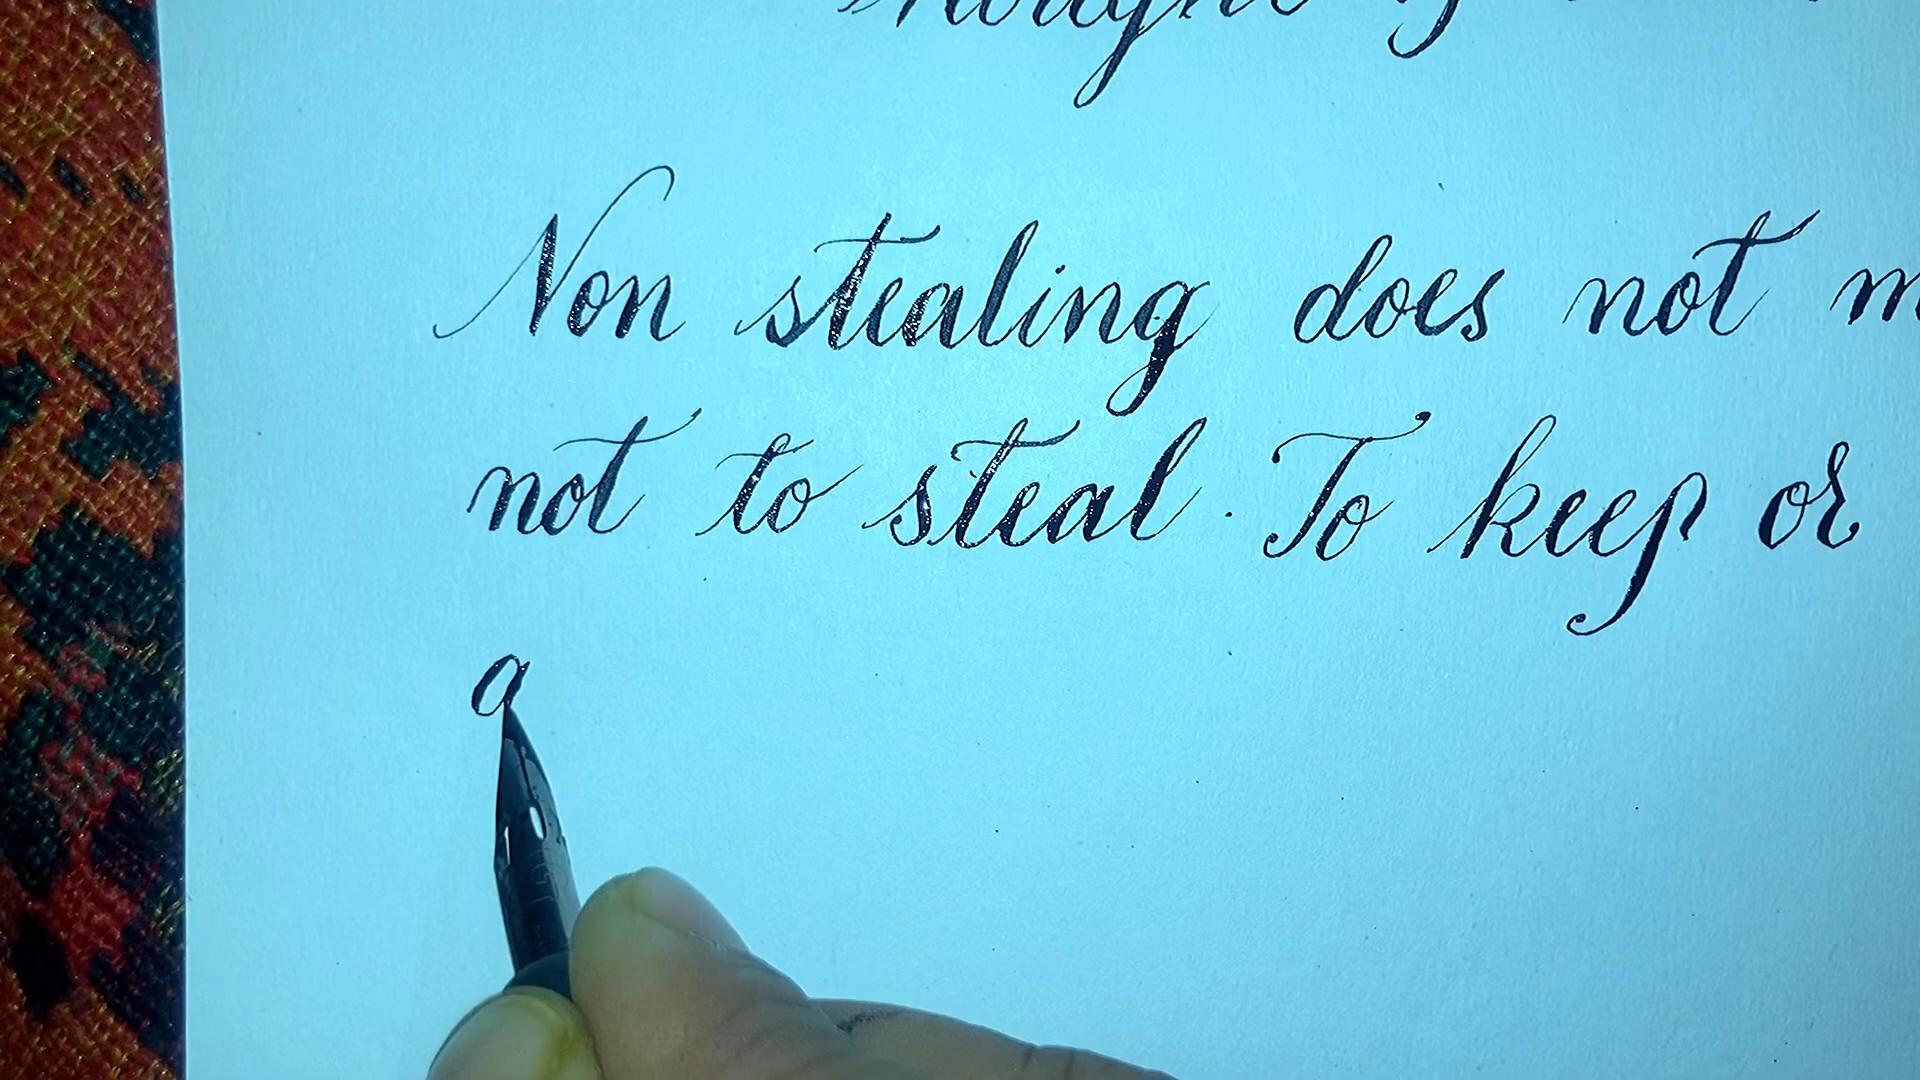 Non stealing does not
not to steal. To keep or
a